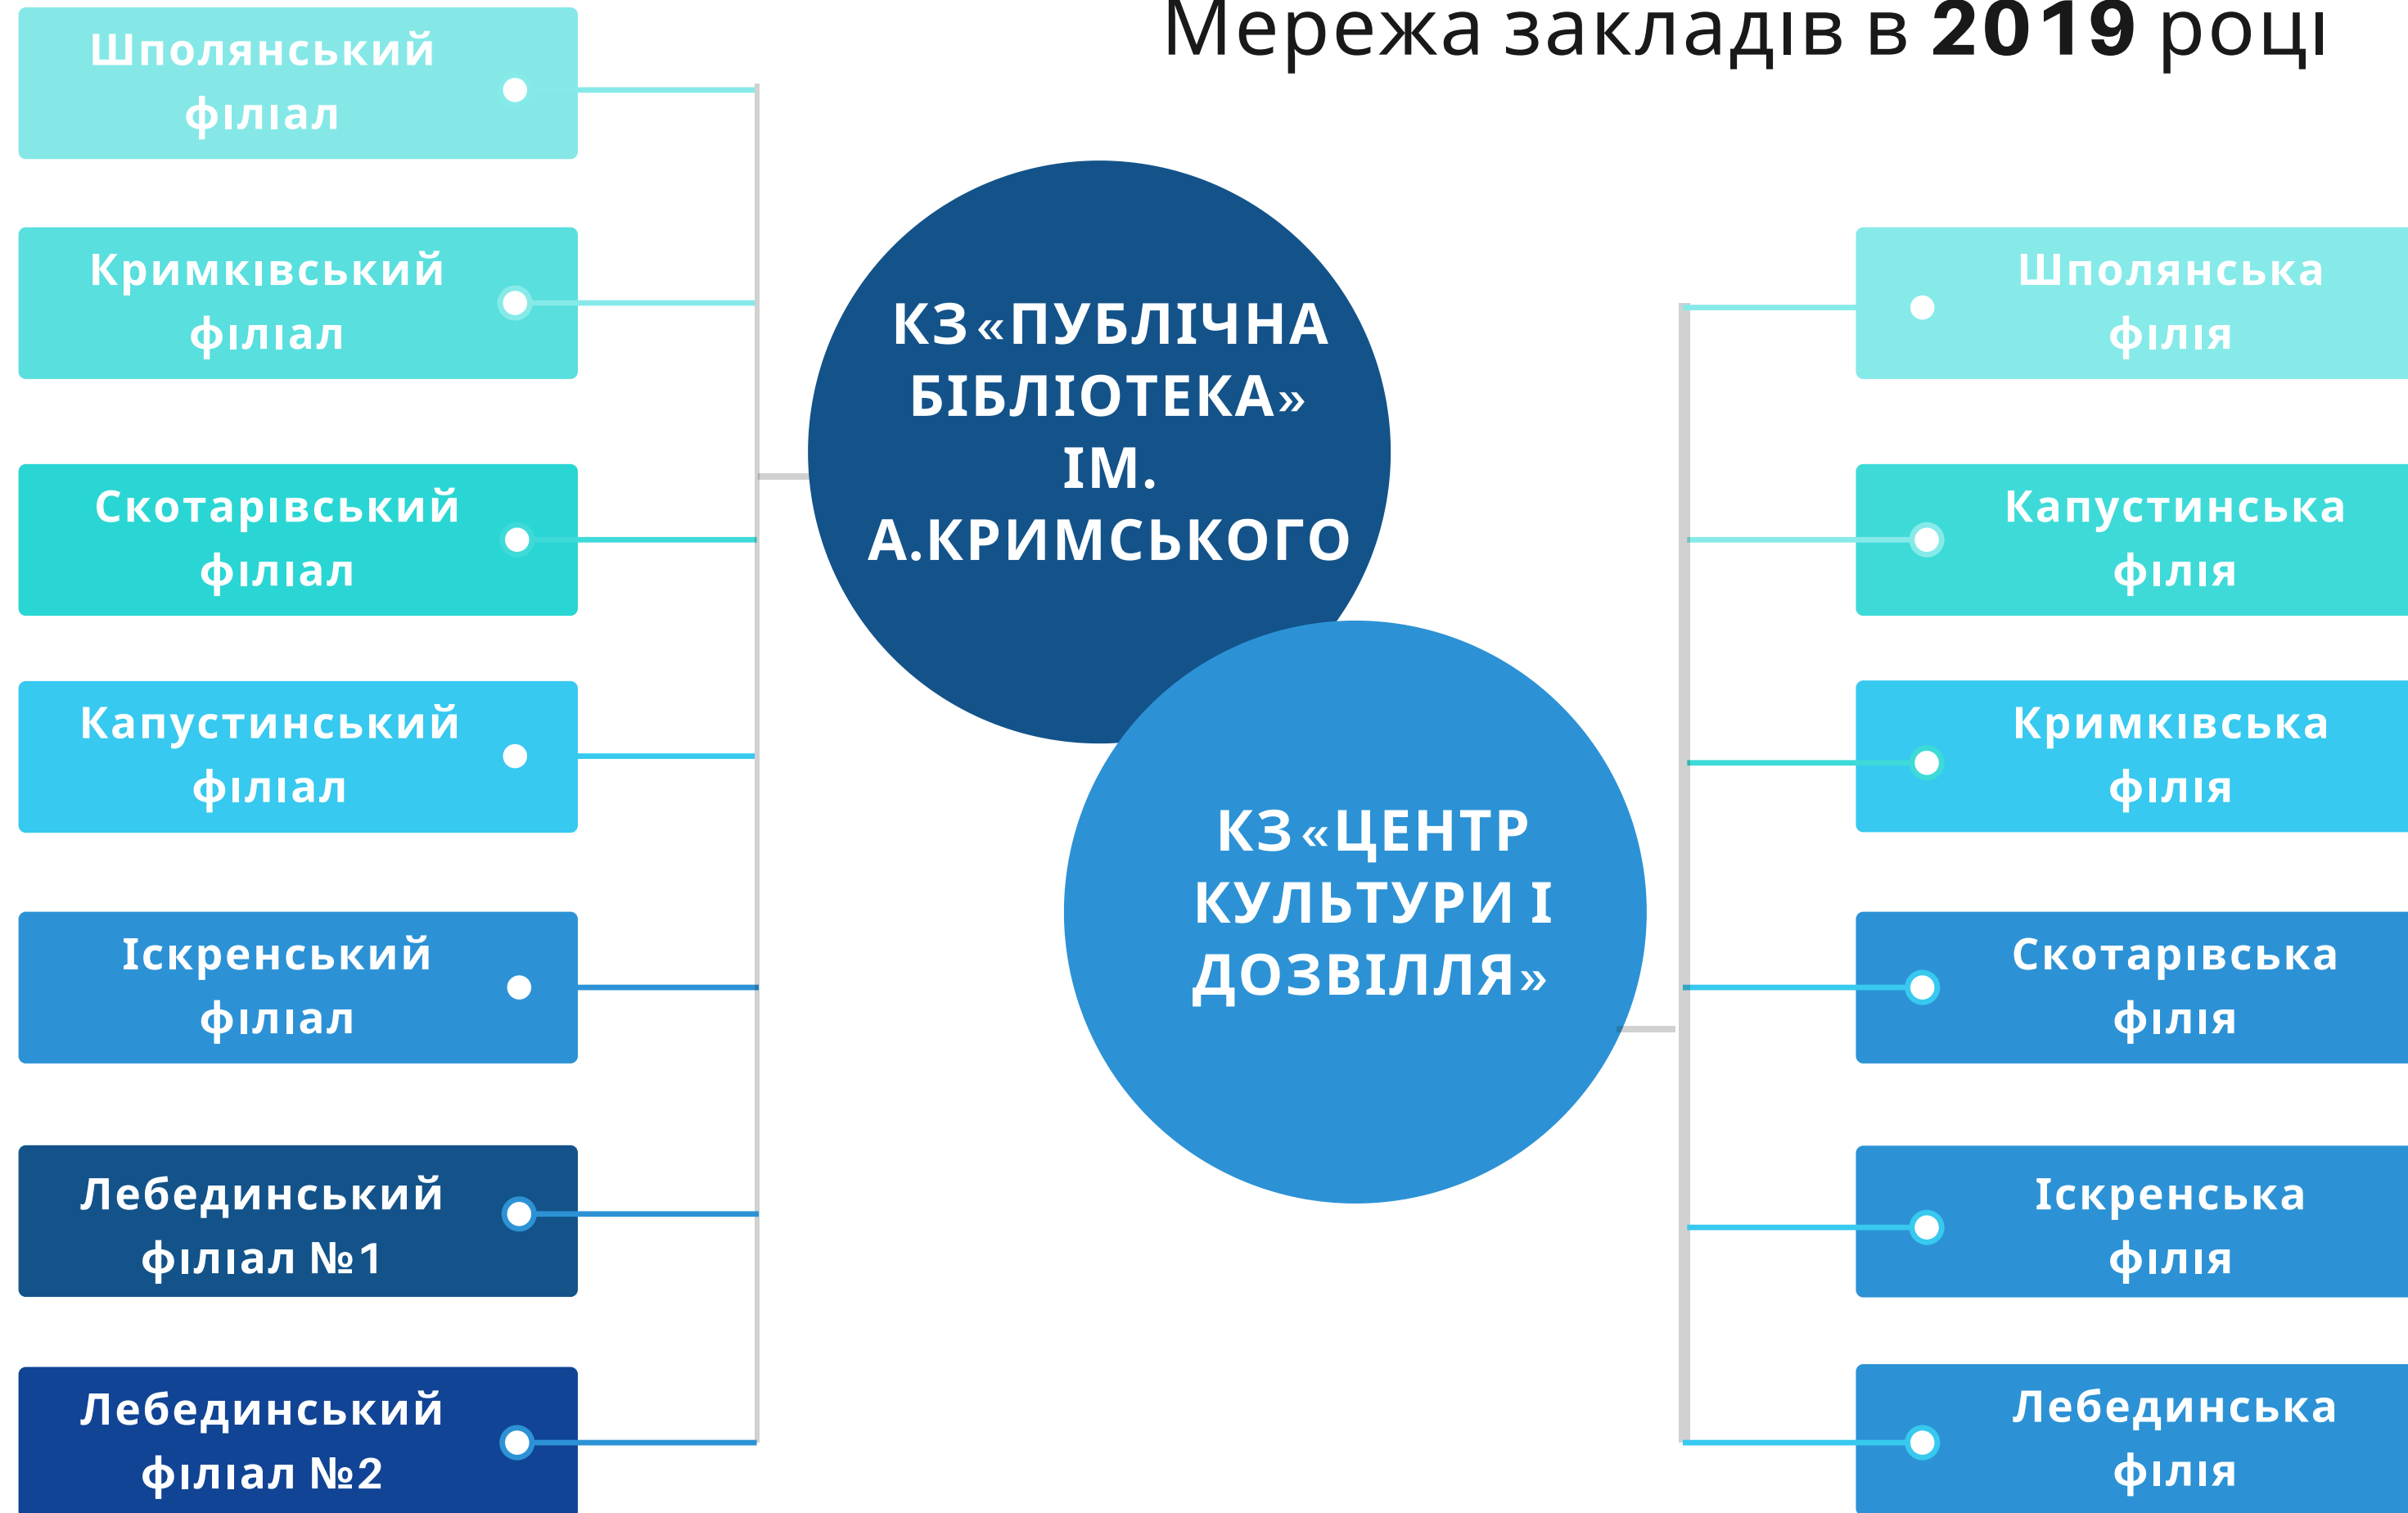 Мережа закладів в 2019 році
Шполянський
філіал
Кримківський
філіал
Скотарівський
філіал
Капустинський
філіал
Іскренський
філіал
Лебединський
філіал №1
Лебединський
філіал №2
КЗ «ПУБЛІЧНА
БІБЛІОТЕКА»
ІМ.
А.КРИМСЬКОГО
КЗ «ЦЕНТР
КУЛЬТУРИ І
ДОЗВІЛЛЯ»
Шполянська
філія
Капустинська
філія
Кримківська
філія
Скотарівська
філія
Іскренська
філія
Лебединська
філія